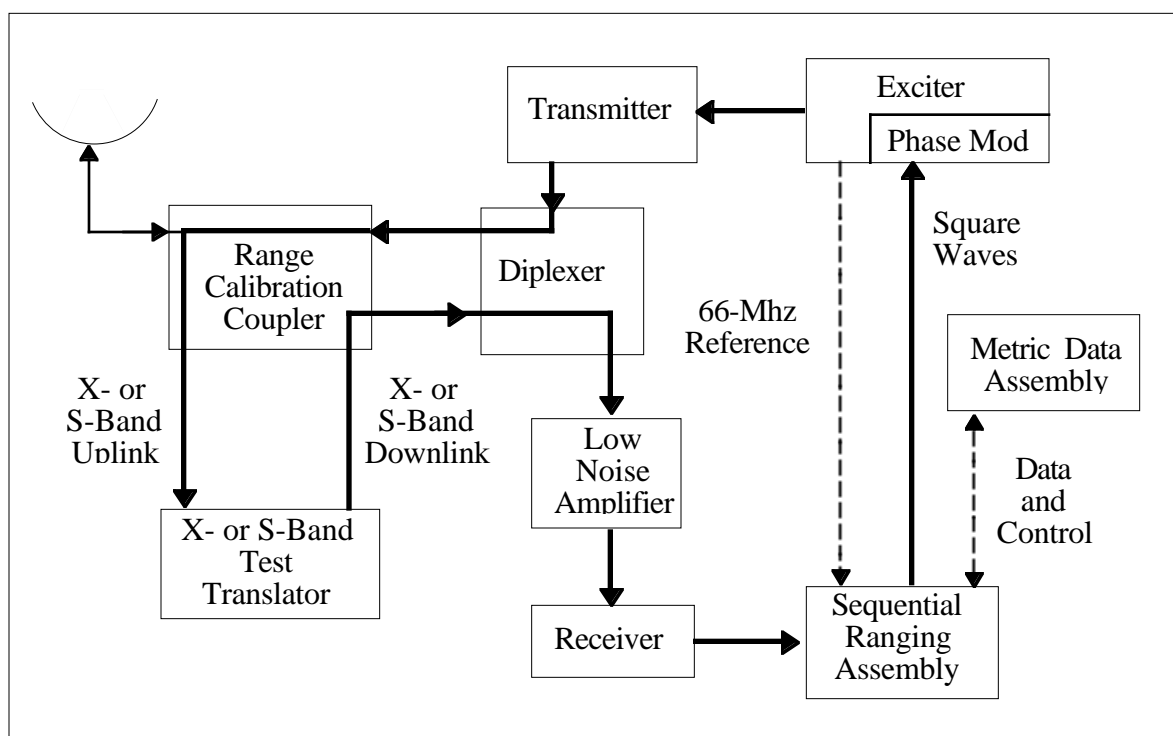 Exciter
Phase Mod
Transmitter
Range
Calibration
Coupler
Diplexer
Square
Waves
66-Mhz
Reference
Metric Data
Assembly
X- or
S-Band
Uplink
X- or
S-Band
Downlink
Low
Noise
Amplifier
Data
and
Control
X- or S-Band
Test
Translator
Receiver
Sequential
Ranging
Assembly